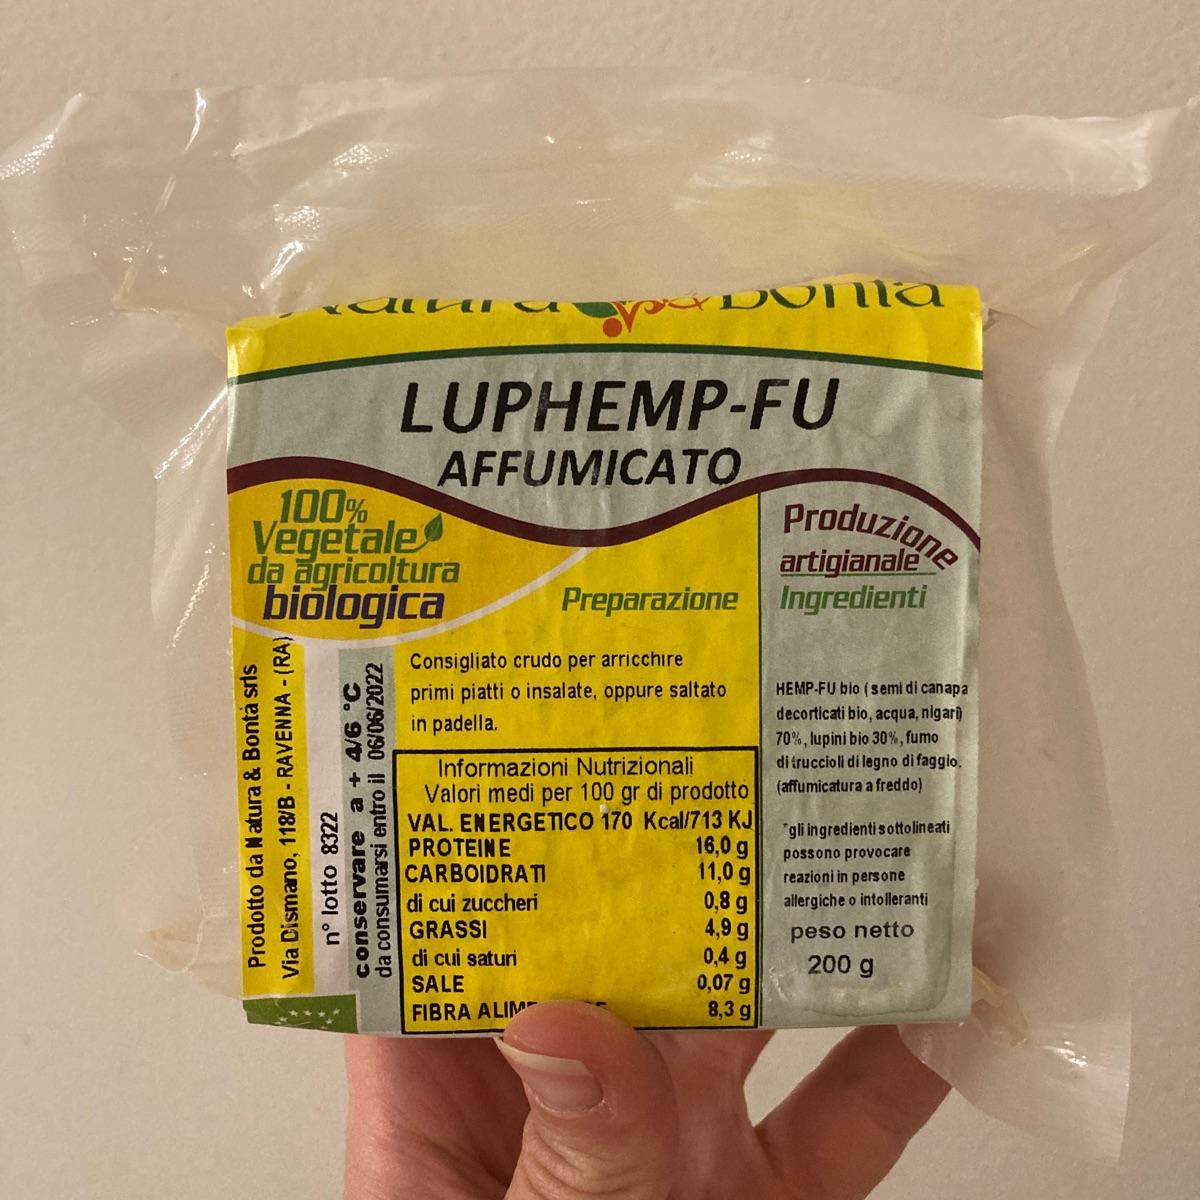 Natura & Bontà
LUPHEMP-FU
AFFUMICATO
100%
Vegetale
da agricoltura
biologica
Preparazione
Consigliato crudo per arricchire
primi piatti o insalate, oppure saltato
in padella.
Informazioni Nutrizionali
Valori medi per 100 gr di prodotto
VAL. ENERGETICO 170 Kcal/713 KJ
PROTEINE 16,0 g
CARBOIDRATI 11,0 g
di cui zuccheri 0,8 g
GRASSI 4,9 g
di cui saturi 0,4 g
SALE 0,07 g
FIBRA 8,3 g
Produzione
artigianale
Ingredienti
HEMP-FU bio ( semi di canapa
decorticati bio, acqua, nigari)
70%, lupini bio 30%, fumo
di truccioli di legno di faggio.
(affumicatura a freddo)
*gli ingredienti sottolineati
possono provocare
reazioni in persone
allergiche o intolleranti
peso netto
200 g
Prodotto da Natura & Bontà srls
Via Dismano, 118/B - RAVENNA - (RA)
n° lotto 8322
conservare a + 4/6 °C
da consumarsi entro il 06/06/2022